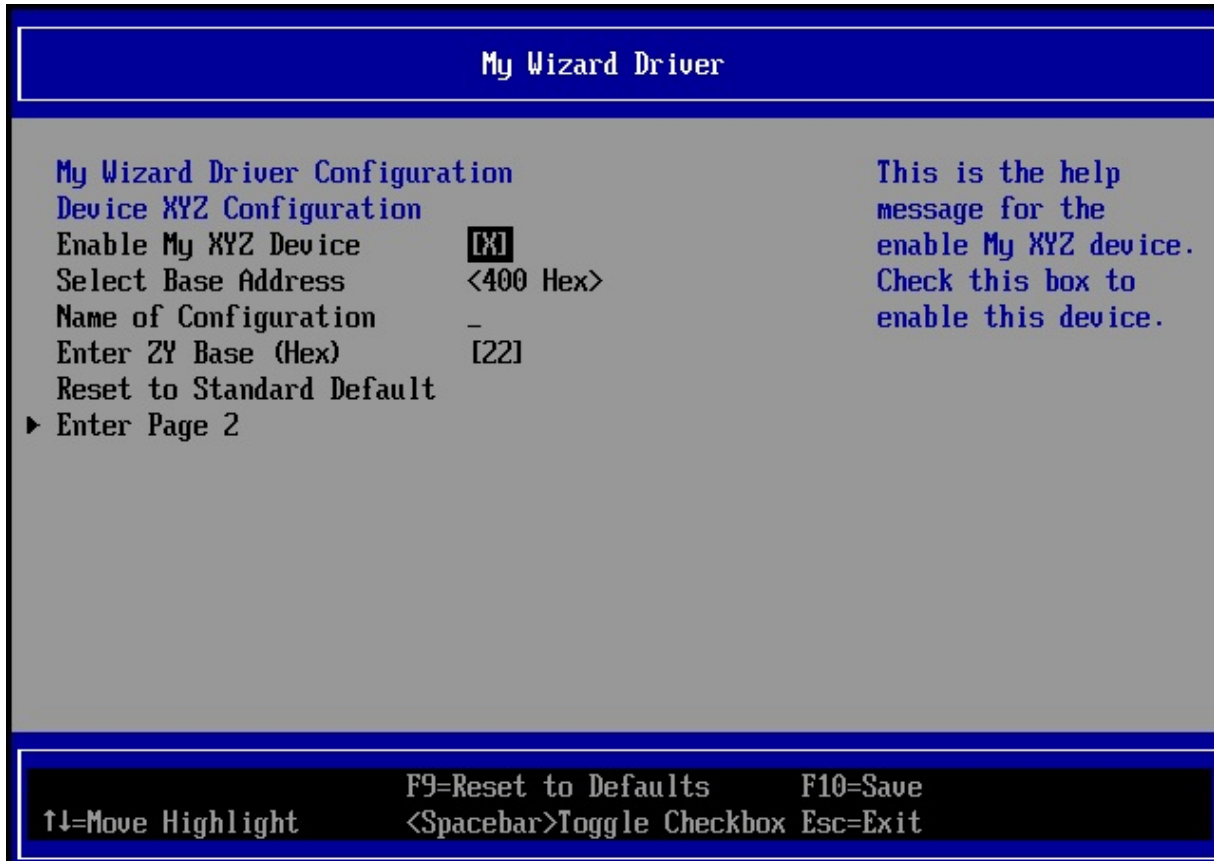 My Wizard Driver
My Wizard Driver Configuration
Device XYZ Configuration
Enable My XYZ Device [X]
Select Base Address <400 Hex>
Name of Configuration _
Enter ZY Base (Hex) [22]
Reset to Standard Default
▶ Enter Page 2
This is the help
message for the
enable My XYZ device.
Check this box to
enable this device.
F9=Reset to Defaults F10=Save
↑↓=Move Highlight <Spacebar>Toggle Checkbox Esc=Exit